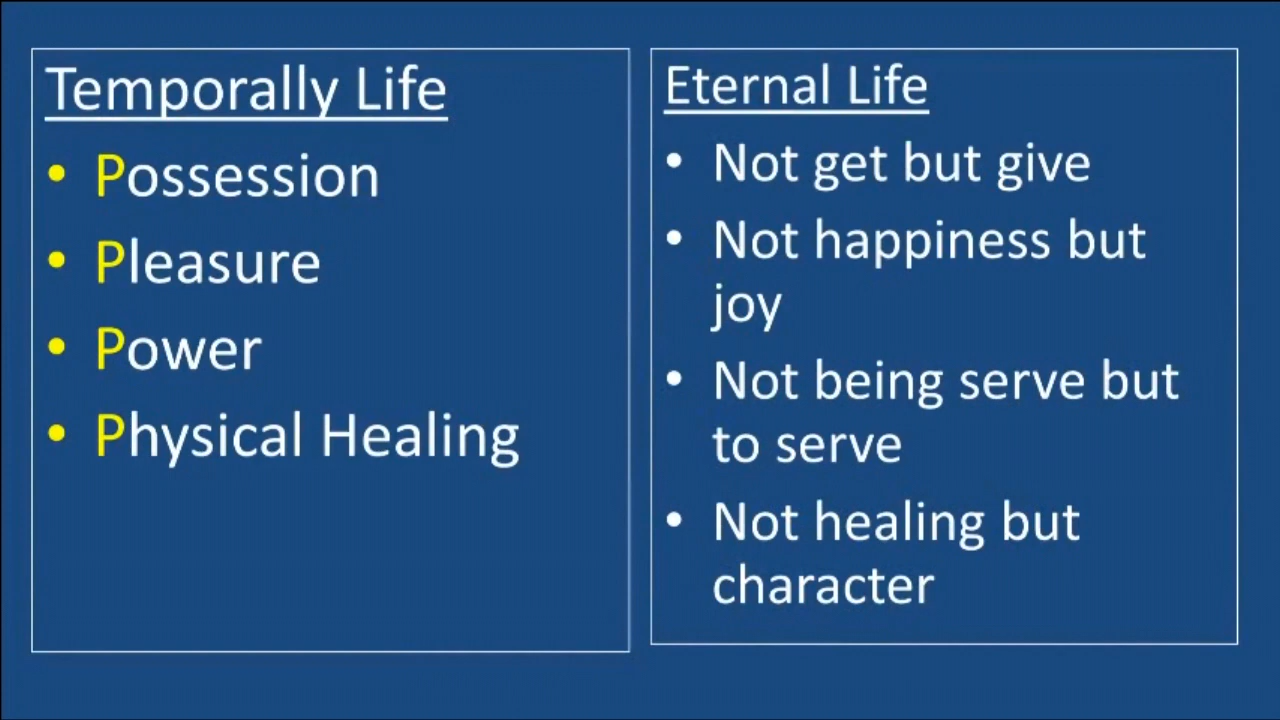 Temporally Life
• Possession
• Pleasure
• Power
• Physical Healing
Eternal Life
• Not get but give
• Not happiness but
joy
• Not being serve but
to serve
• Not healing but
character